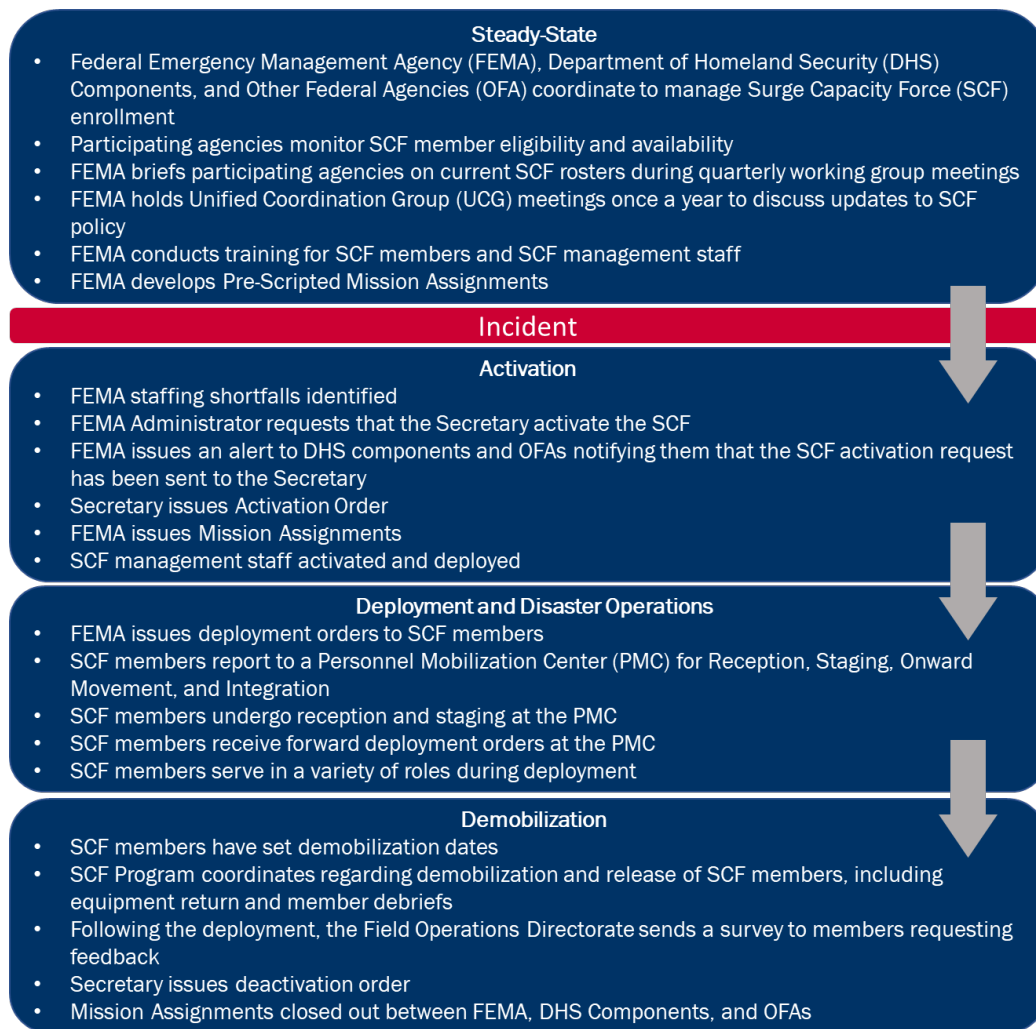 Steady-State
• Federal Emergency Management Agency (FEMA), Department of Homeland Security (DHS)
Components, and Other Federal Agencies (OFA) coordinate to manage Surge Capacity Force (SCF)
enrollment
• Participating agencies monitor SCF member eligibility and availability
• FEMA briefs participating agencies on current SCF rosters during quarterly working group meetings
• FEMA holds Unified Coordination Group (UCG) meetings once a year to discuss updates to SCF
policy
• FEMA conducts training for SCF members and SCF management staff
• FEMA develops Pre-Scripted Mission Assignments
Incident
Activation
• FEMA staffing shortfalls identified
• FEMA Administrator requests that the Secretary activate the SCF
• FEMA issues an alert to DHS components and OFAs notifying them that the SCF activation request
has been sent to the Secretary
• Secretary issues Activation Order
• FEMA issues Mission Assignments
• SCF management staff activated and deployed
Deployment and Disaster Operations
• FEMA issues deployment orders to SCF members
• SCF members report to a Personnel Mobilization Center (PMC) for Reception, Staging, Onward
Movement, and Integration
• SCF members undergo reception and staging at the PMC
• SCF members receive forward deployment orders at the PMC
• SCF members serve in a variety of roles during deployment
Demobilization
• SCF members have set demobilization dates
• SCF Program coordinates regarding demobilization and release of SCF members, including
equipment return and member debriefs
• Following the deployment, the Field Operations Directorate sends a survey to members requesting
feedback
• Secretary issues deactivation order
• Mission Assignments closed out between FEMA, DHS Components, and OFAs